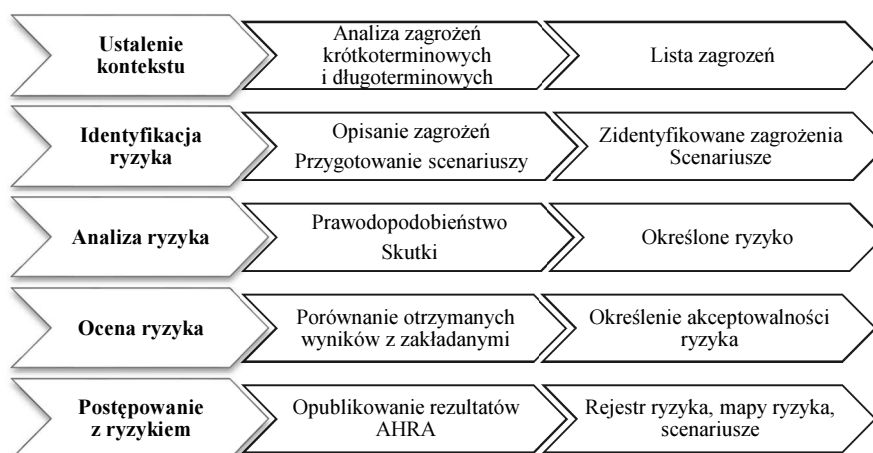 Ustalenie
kontekstu
Analiza zagrożeń
krótkoterminowych
i długoterminowych
Lista zagrozeń
Identyfikacja
ryzyka
Opisanie zagrożeń
Przygotowanie scenariuszy
Zidentyfikowane zagrożenia
Scenariusze
Analiza ryzyka
Prawodopodobieństwo
Skutki
Określone ryzyko
Ocena ryzyka
Porównanie otrzymanych
wyników z zakładanymi
Określenie akceptowalności
ryzyka
Postępowanie
z ryzykiem
Opublikowanie rezultatów
AHRA
Rejestr ryzyka, mapy ryzyka,
scenariusze